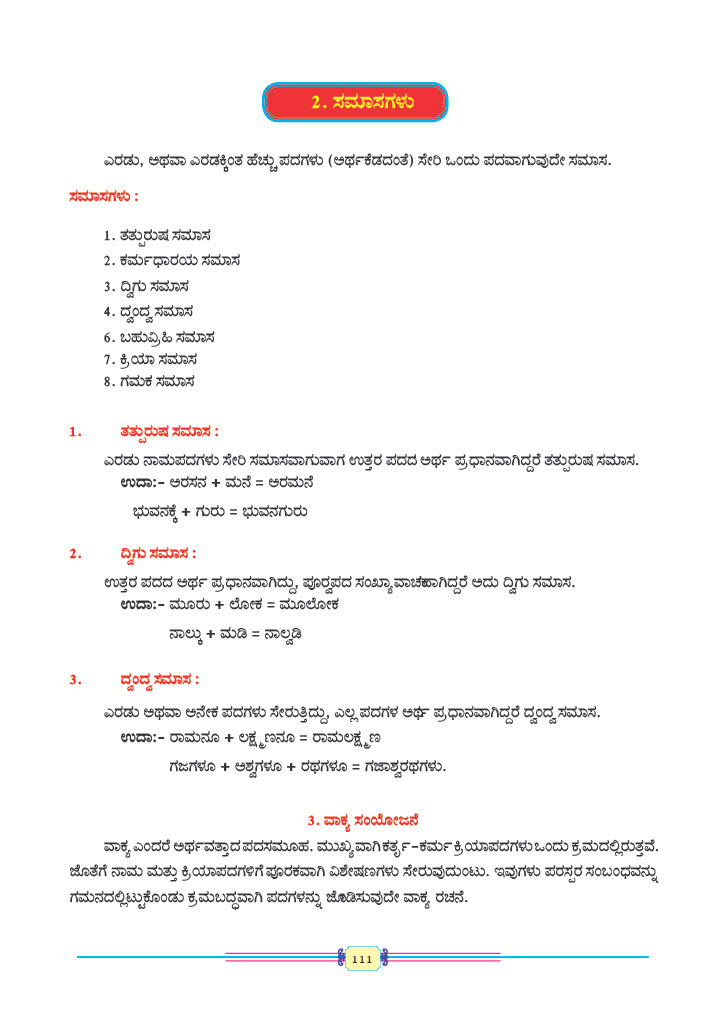 2. ಸಮಾಸಗಳು
ಎರಡು, ಅಥವಾ ಎರಡಕ್ಕಿಂತ ಹೆಚ್ಚು ಪದಗಳು (ಅರ್ಥಕೆಡದಂತೆ) ಸೇರಿ ಒಂದು ಪದವಾಗುವುದೇ ಸಮಾಸ.
ಸಮಾಸಗಳು :
1. ತತ್ಪುರುಷ ಸಮಾಸ
2. ಕರ್ಮಧಾರಯ ಸಮಾಸ
3. ದ್ವಿಗು ಸಮಾಸ
4. ದ್ವಂದ್ವ ಸಮಾಸ
6. ಬಹುವ್ರಿಹಿ ಸಮಾಸ
7. ಕ್ರಿಯಾ ಸಮಾಸ
8. ಗಮಕ ಸಮಾಸ
1. ತತ್ಪುರುಷ ಸಮಾಸ :
ಎರಡು ನಾಮಪದಗಳು ಸೇರಿ ಸಮಾಸವಾಗುವಾಗ ಉತ್ತರ ಪದದ ಅರ್ಥ ಪ್ರಧಾನವಾಗಿದ್ದರೆ ತತ್ಪುರುಷ ಸಮಾಸ.
ಉದಾ:- ಅರಸನ + ಮನೆ = ಅರಮನೆ
ಭುವನಕ್ಕೆ + ಗುರು = ಭುವನಗುರು
2. ದ್ವಿಗು ಸಮಾಸ :
ಉತ್ತರ ಪದದ ಅರ್ಥ ಪ್ರಧಾನವಾಗಿದ್ದು, ಪೂರ್ವಪದ ಸಂಖ್ಯಾವಾಚಕವಾಗಿದ್ದರೆ ಅದು ದ್ವಿಗು ಸಮಾಸ.
ಉದಾ:- ಮೂರು + ಲೋಕ = ಮೂಲೋಕ
ನಾಲ್ಕು + ಮಡಿ = ನಾಲ್ವಡಿ
3. ದ್ವಂದ್ವ ಸಮಾಸ :
ಎರಡು ಅಥವಾ ಅನೇಕ ಪದಗಳು ಸೇರುತ್ತಿದ್ದು, ಎಲ್ಲ ಪದಗಳ ಅರ್ಥ ಪ್ರಧಾನವಾಗಿದ್ದರೆ ದ್ವಂದ್ವ ಸಮಾಸ.
ಉದಾ:- ರಾಮನೂ + ಲಕ್ಷ್ಮಣನೂ = ರಾಮಲಕ್ಷ್ಮಣ
ಗಜಗಳೂ + ಅಶ್ವಗಳೂ + ರಥಗಳೂ = ಗಜಾಶ್ವರಥಗಳು.
3. ವಾಕ್ಯ ಸಂಯೋಜನೆ
ವಾಕ್ಯ ಎಂದರೆ ಅರ್ಥವತ್ತಾದ ಪದಸಮೂಹ. ಮುಖ್ಯವಾಗಿ ಕರ್ತೃ-ಕರ್ಮ ಕ್ರಿಯಾಪದಗಳು ಒಂದು ಕ್ರಮದಲ್ಲಿರುತ್ತವೆ.
ಜೊತೆಗೆ ನಾಮ ಮತ್ತು ಕ್ರಿಯಾಪದಗಳಿಗೆ ಪೂರಕವಾಗಿ ವಿಶೇಷಣಗಳು ಸೇರುವುದುಂಟು. ಇವುಗಳು ಪರಸ್ಪರ ಸಂಬಂಧವನ್ನು
ಗಮನದಲ್ಲಿಟ್ಟುಕೊಂಡು ಕ್ರಮಬದ್ಧವಾಗಿ ಪದಗಳನ್ನು ಜೋಡಿಸುವುದೇ ವಾಕ್ಯ ರಚನೆ.
111